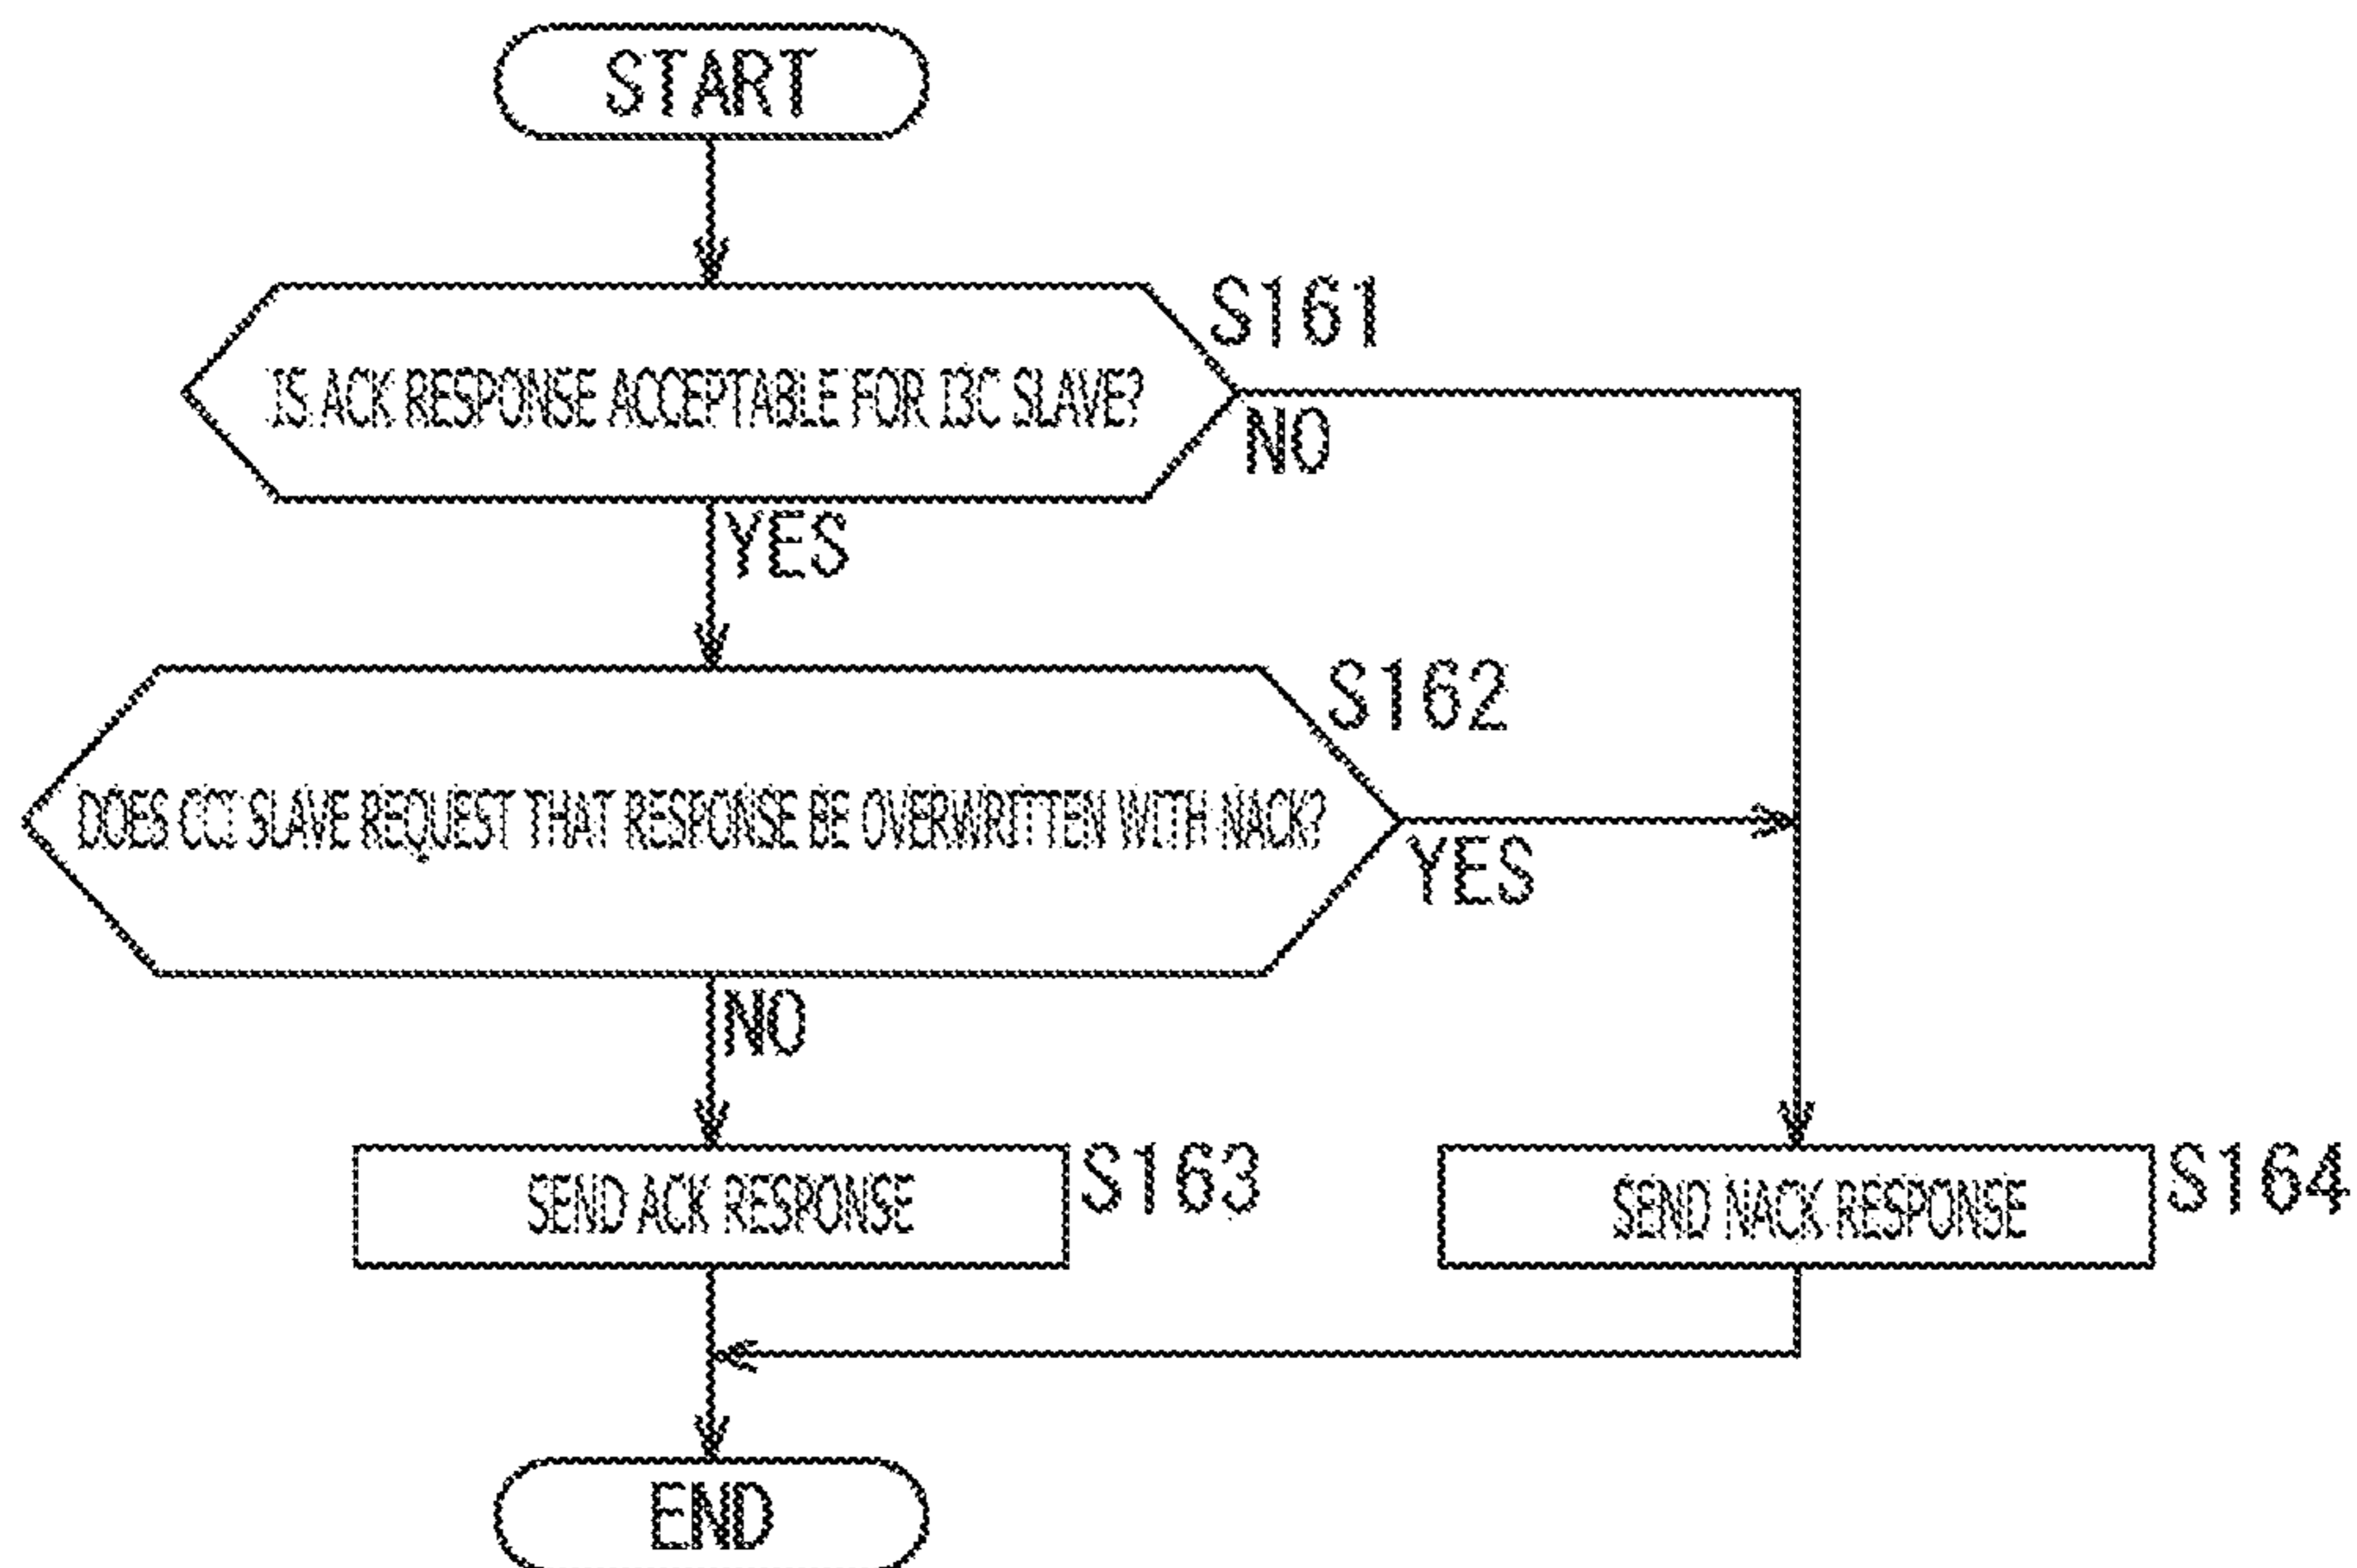 START
S161
IS ACK RESPONSE ACCEPTABLE FOR I3C SLAVE?
NO
YES
S162
DOES CCI SLAVE REQUEST THAT RESPONSE BE OVERWRITTEN WITH NACK?
YES
NO
SEND ACK RESPONSE
S163
SEND NACK RESPONSE
S164
END